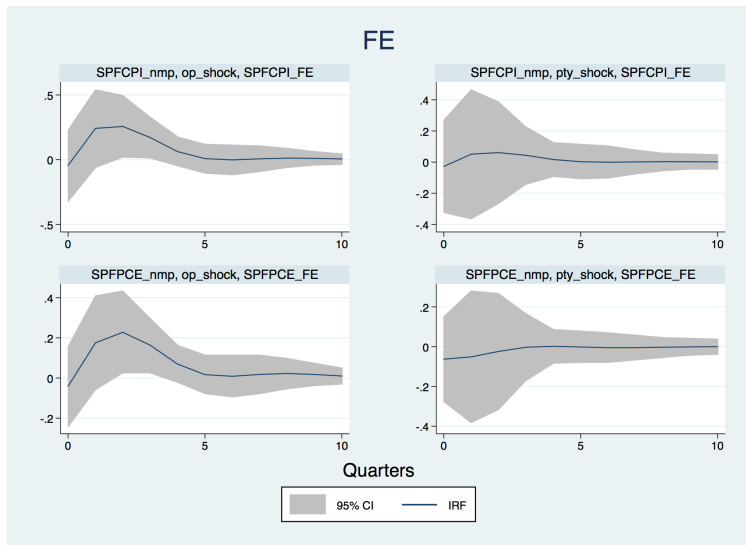 FE
SPFCPI_nmp, op_shock, SPFCPI_FE
.5
0
-.5
0 5 10
SPFCPI_nmp, pty_shock, SPFCPI_FE
.4
.2
0
-.2
-.4
0 5 10
SPFPCE_nmp, op_shock, SPFPCE_FE
.4
.2
0
-.2
0 5 10
SPFPCE_nmp, pty_shock, SPFPCE_FE
.2
0
-.2
-.4
0 5 10
Quarters
95% CI IRF